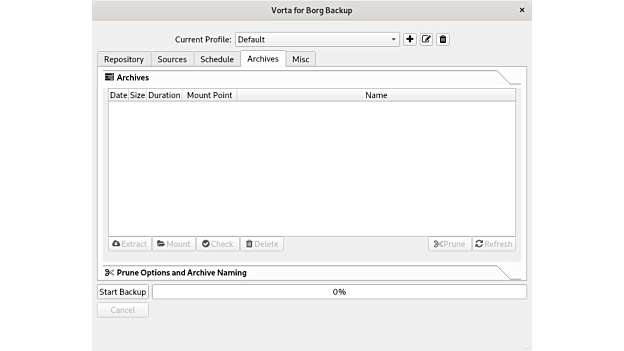 Vorta for Borg Backup
Current Profile: Default
Repository Sources Schedule Archives Misc
Archives
Date Size Duration Mount Point Name
Extract Mount Check Delete Prune Refresh
Prune Options and Archive Naming
Start Backup 0%
Cancel